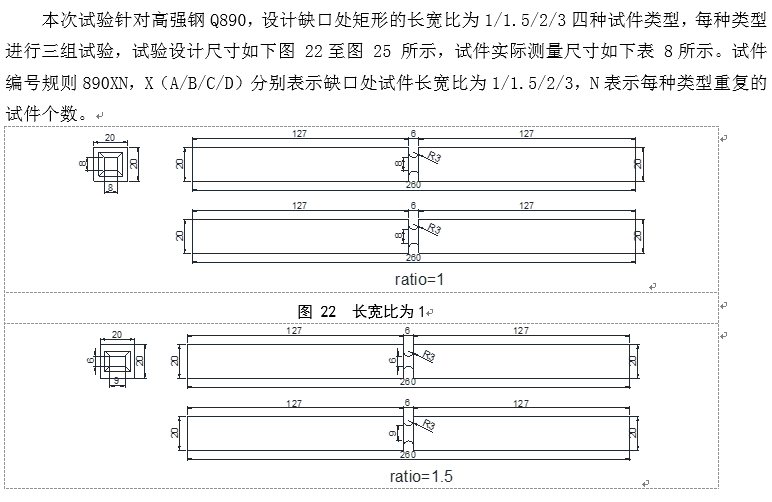 本次试验针对高强钢 Q890，设计缺口处矩形的长宽比为 1/1.5/2/3 四种试件类型，每种类型
进行三组试验，试验设计尺寸如下图 22 至图 25 所示，试件实际测量尺寸如下表 8 所示。试件
编号规则 890XN，X（A/B/C/D）分别表示缺口处试件长宽比为 1/1.5/2/3，N 表示每种类型重复的
试件个数。
20
8
20
8
127 6 127
20
8
R3
20
260
127 6 127
20
8
R3
20
260
ratio=1
图 22 长宽比为 1
20
6
20
9
127 6 127
20
6
R3
20
260
127 6 127
20
9
R3
20
260
ratio=1.5